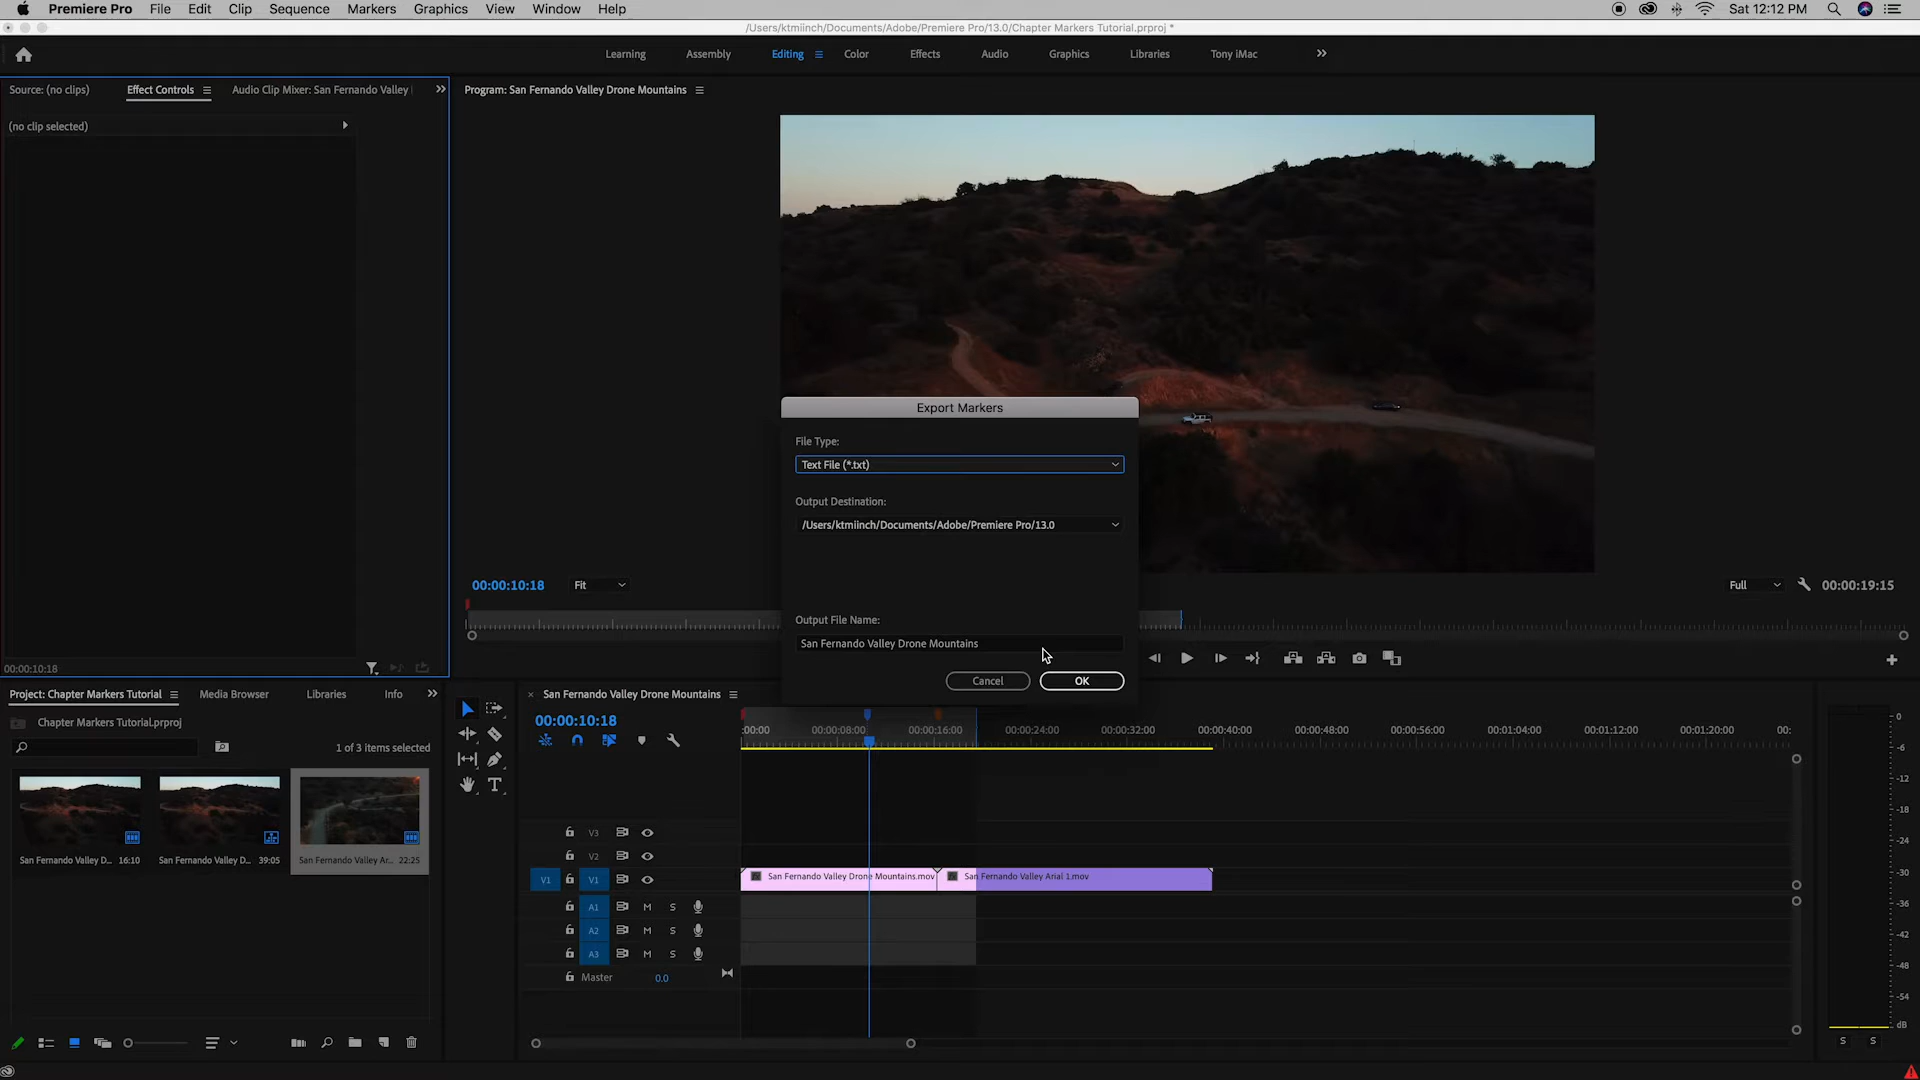 Premiere Pro File Edit Clip Sequence Markers Graphics View Window Help Sat 12:12 PM
/Users/ktmiinch/Documents/Adobe/Premiere Pro/13.0/Chapter Markers Tutorial.prproj *
Learning Assembly Editing Color Effects Audio Graphics Libraries Tony iMac
Source: (no clips) Effect Controls Audio Clip Mixer: San Fernando Valley Program: San Fernando Valley Drone Mountains
(no clip selected)
Export Markers
File Type:
Text File (*.txt)
Output Destination:
/Users/ktmiinch/Documents/Adobe/Premiere Pro/13.0
00:00:10:18 Fit Full 00:00:19:15
Output File Name:
San Fernando Valley Drone Mountains
00:00:10:18
Cancel OK
Project: Chapter Markers Tutorial Media Browser Libraries Info
San Fernando Valley Drone Mountains
Chapter Markers Tutorial.prproj
00:00:10:18
:00:00 00:00:08:00 00:00:16:00 00:00:24:00 00:00:32:00 00:00:40:00 00:00:48:00 00:00:56:00 00:01:04:00 00:01:12:00 00:01:20:00 00:
1 of 3 items selected
San Fernando Valley D... 16:10 San Fernando Valley D... 39:05 San Fernando Valley Ar... 22:25
V3
V2
V1 V1 San Fernando Valley Drone Mountains.mov San Fernando Valley Arial 1.mov
A1 M S
A2 M S
A3 M S
Master 0.0
0
-6
-12
-18
-24
-30
-36
-42
-48
-54
dB
S S